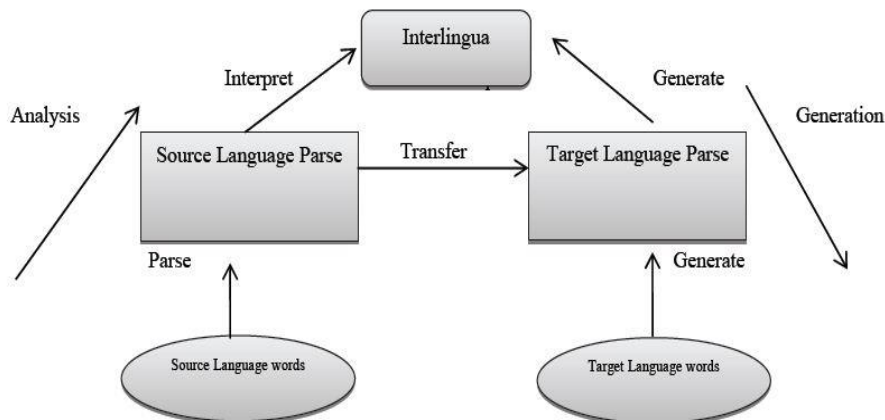 Interlingua
Interpret
Generate
Analysis
Generation
Source Language Parse
Transfer
Target Language Parse
Parse
Generate
Source Language words
Target Language words